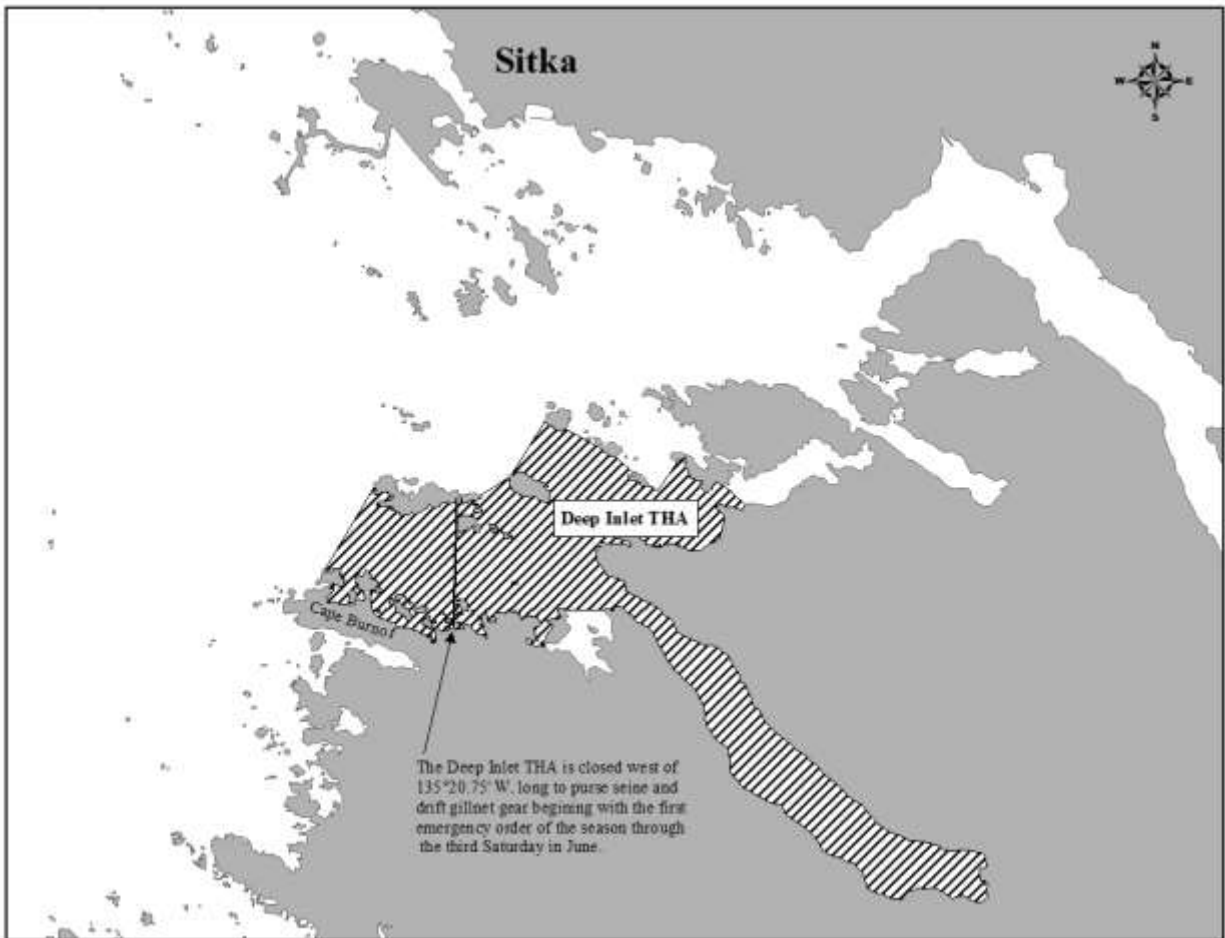 Sitka
N
W E
S
Deep Inlet THA
Cape Burnof
The Deep Inlet THA is closed west of
135°20.75' W. long to purse seine and
drift gillnet gear begining with the first
emergency order of the season through
the third Saturday in June.